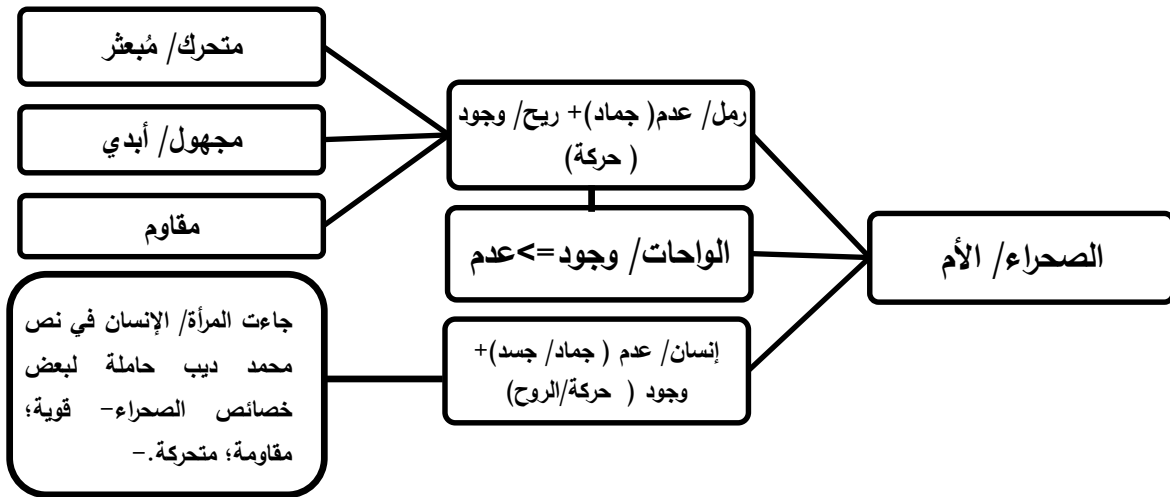 الصحراء/ الأم
رمل/ عدم( جماد)+ ريح/ وجود
( حركة)
الواحات/ وجود=>عدم
إنسان/ عدم ( جماد/ جسد)+
وجود ( حركة/الروح)
متحرك/ مُبعثر
مجهول/ أبدي
مقاوم
جاءت المرأة/ الإنسان في نص
محمد ديب حاملة لبعض
خصائص الصحراء- قوية؛
مقاومة؛ متحركة.-